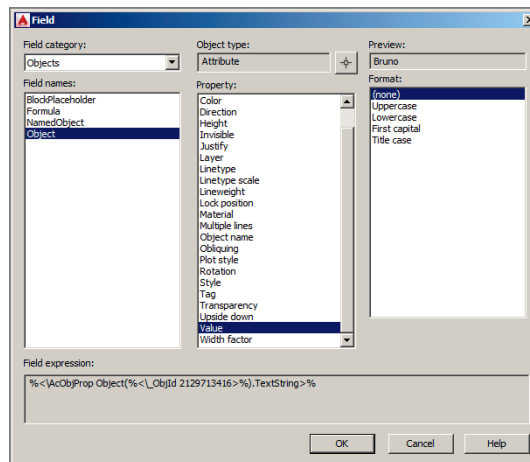 Field
Field category:
Objects
Field names:
BlockPlaceholder
Formula
NamedObject
Object
Object type:
Attribute
Property:
Color
Direction
Height
Invisible
Justify
Layer
Linetype
Linetype scale
Lineweight
Lock position
Material
Multiple lines
Object name
Obliquing
Plot style
Rotation
Style
Tag
Transparency
Upside down
Value
Width factor
Preview:
Bruno
Format:
(none)
Uppercase
Lowercase
First capital
Title case
Field expression:
%<\AcObjProp Object(%<\_ObjId 2129713416>%).TextString>%
OK
Cancel
Help